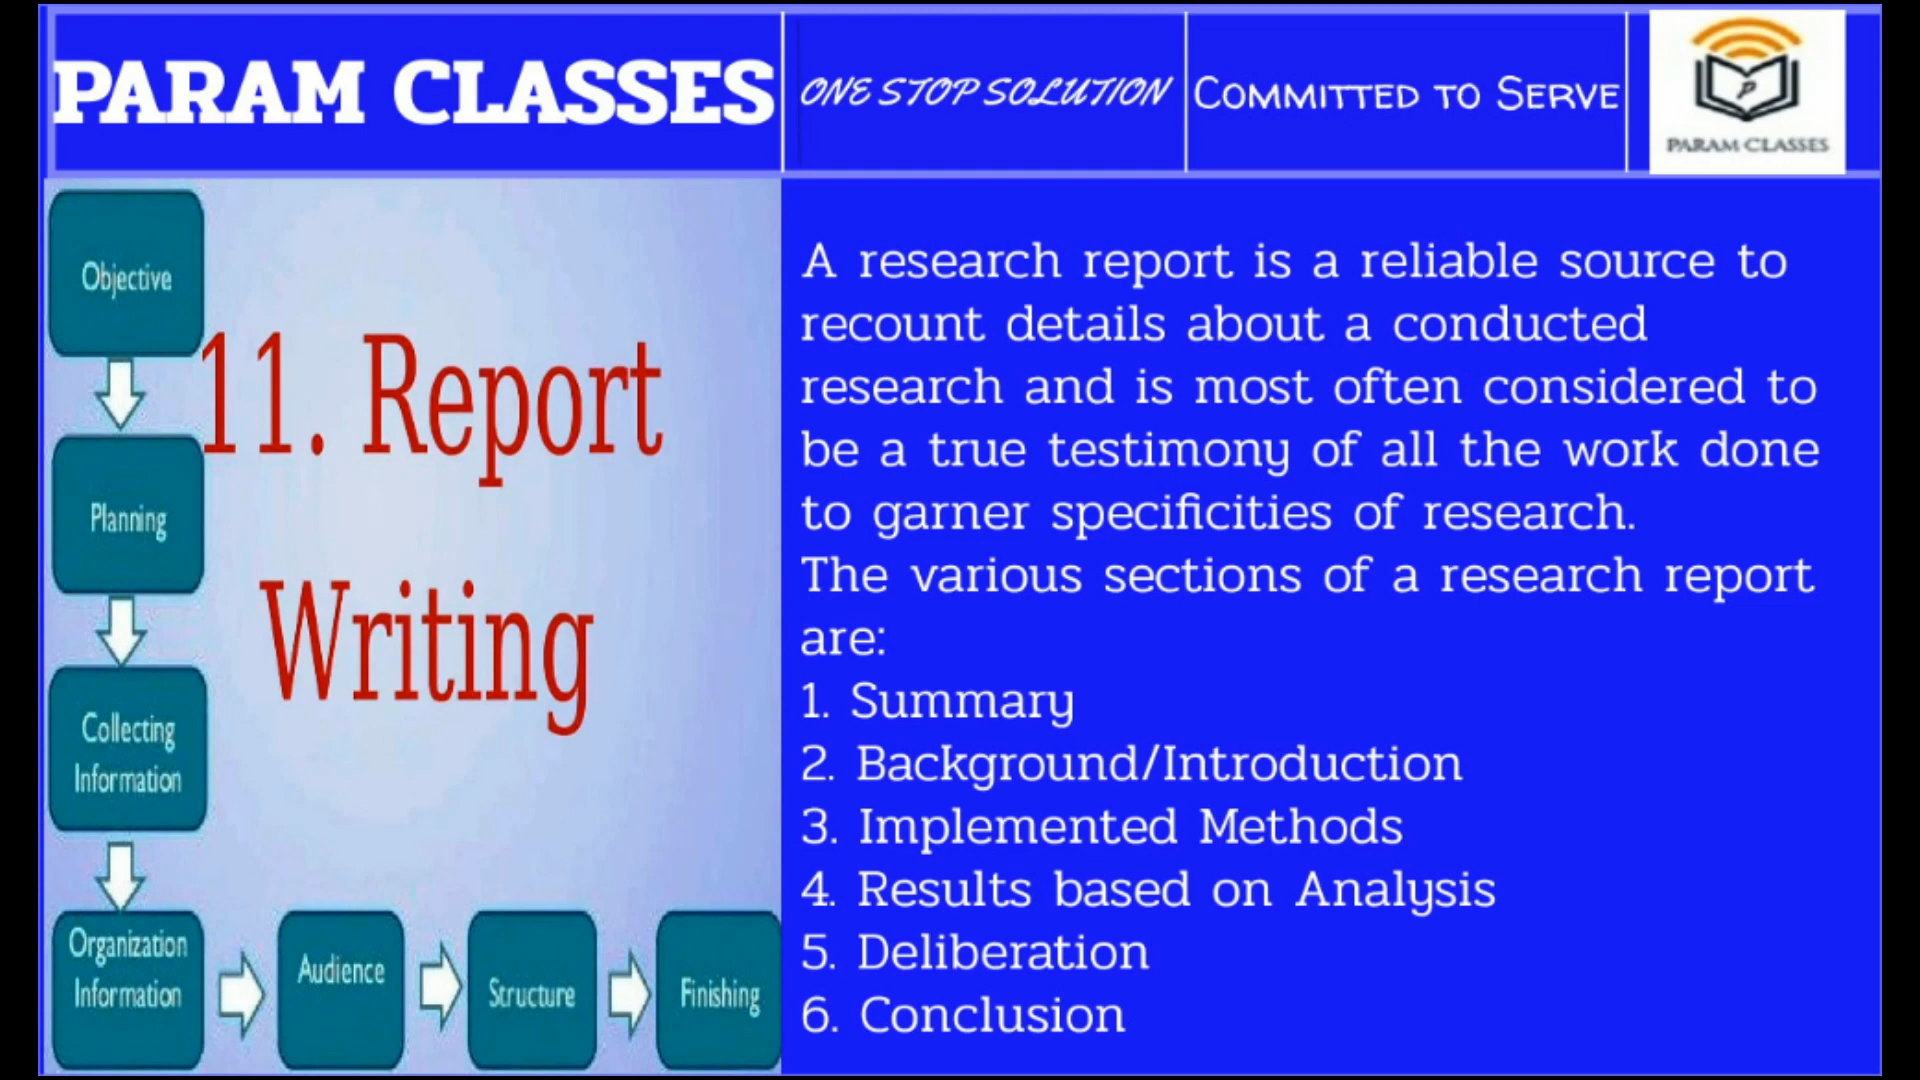 PARAM CLASSES
ONE STOP SOLUTION
COMMITTED TO SERVE
P
PARAM CLASSES
Objective
Planning
Collecting
Information
Organization
Information
Audience
Structure
Finishing
11. Report
Writing
A research report is a reliable source to
recount details about a conducted
research and is most often considered to
be a true testimony of all the work done
to garner specificities of research.
The various sections of a research report
are:
1. Summary
2. Background/Introduction
3. Implemented Methods
4. Results based on Analysis
5. Deliberation
6. Conclusion